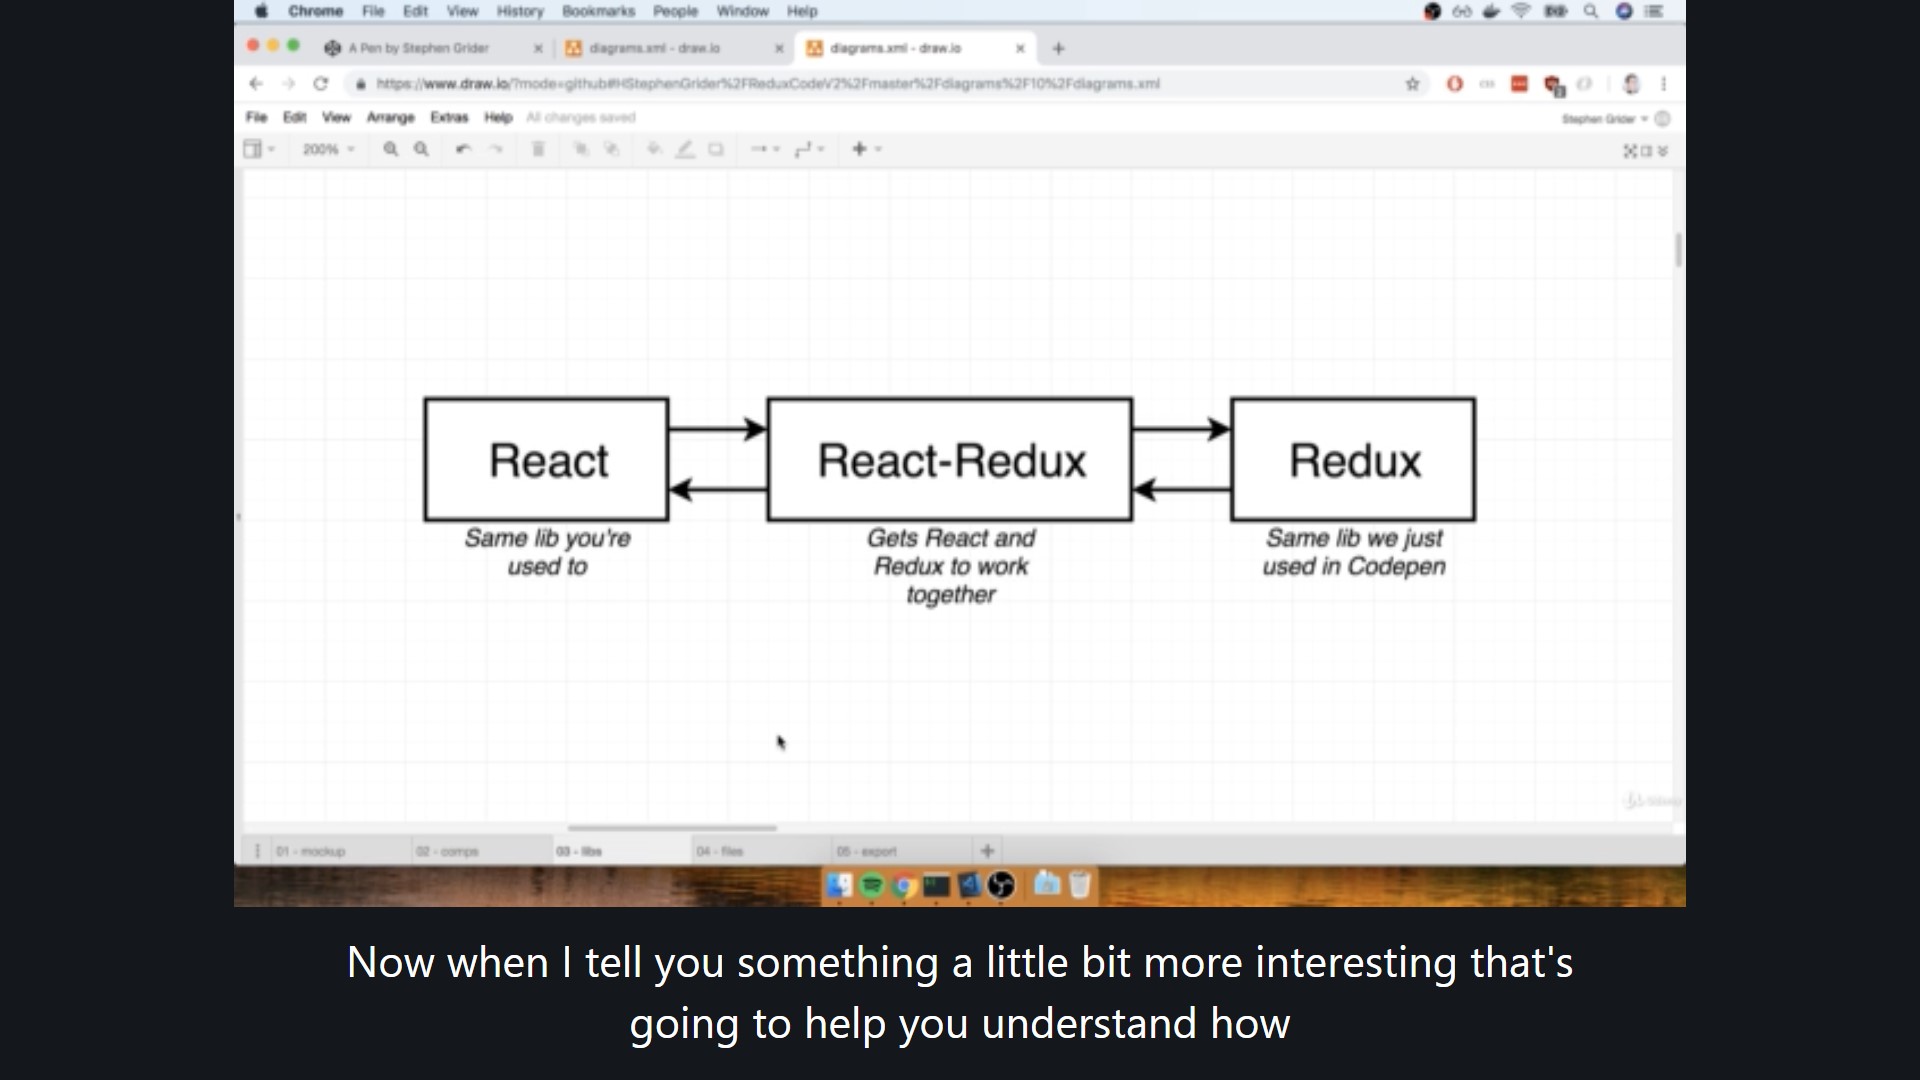 Chrome File Edit View History Bookmarks People Window Help
A Pen by Stephen Grider
diagrams.xml - draw.io
diagrams.xml - draw.io
https://www.draw.io/?mode=github#HStephenGrider%2FReduxCodeV2%2Fmaster%2Fdiagrams%2F10%2Fdiagrams.xml
File Edit View Arrange Extras Help All changes saved
Stephen Grider
200%
React
React-Redux
Redux
Same lib you're
used to
Gets React and
Redux to work
together
Same lib we just
used in Codepen
01 - mockup
02 - comps
03 - libs
04 - files
05 - export
Now when I tell you something a little bit more interesting that's
going to help you understand how